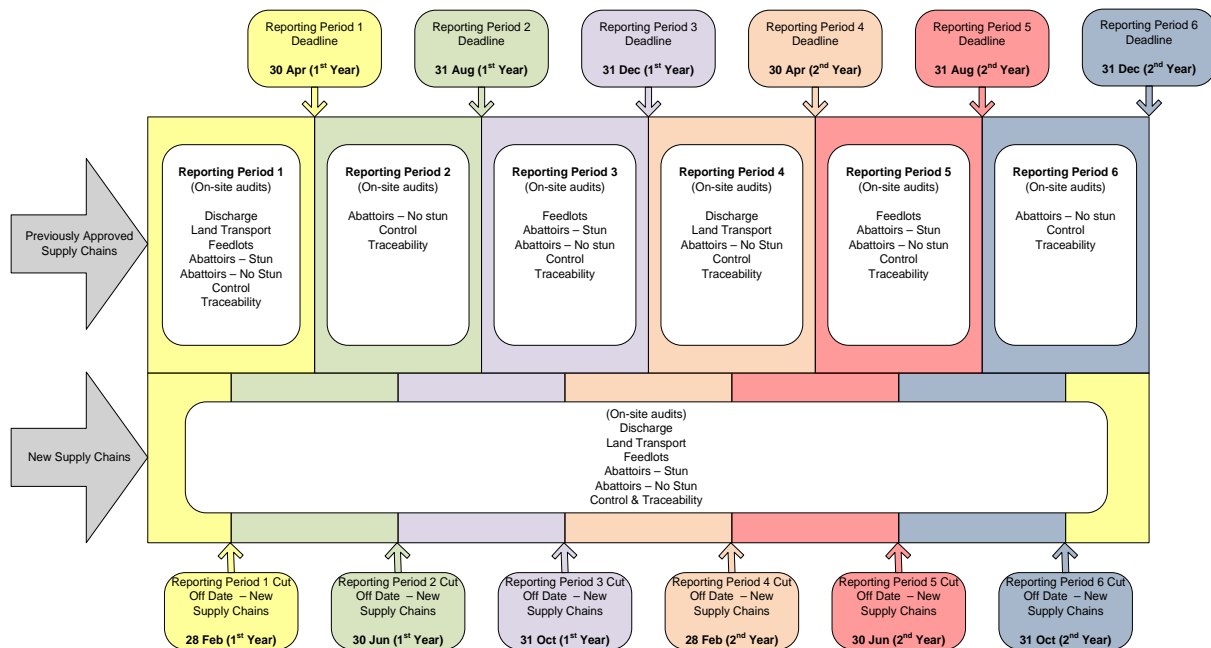 Reporting Period 1
Deadline
30 Apr (1st Year)
Reporting Period 2
Deadline
31 Aug (1st Year)
Reporting Period 3
Deadline
31 Dec (1st Year)
Reporting Period 4
Deadline
30 Apr (2nd Year)
Reporting Period 5
Deadline
31 Aug (2nd Year)
Reporting Period 6
Deadline
31 Dec (2nd Year)
Previously Approved
Supply Chains
Reporting Period 1
(On-site audits)
Discharge
Land Transport
Feedlots
Abattoirs – Stun
Abattoirs – No Stun
Control
Traceability
Reporting Period 2
(On-site audits)
Abattoirs – No stun
Control
Traceability
Reporting Period 3
(On-site audits)
Feedlots
Abattoirs – Stun
Abattoirs – No stun
Control
Traceability
Reporting Period 4
(On-site audits)
Discharge
Land Transport
Abattoirs – No Stun
Control
Traceability
Reporting Period 5
(On-site audits)
Feedlots
Abattoirs – Stun
Abattoirs – No stun
Control
Traceability
Reporting Period 6
(On-site audits)
Abattoirs – No stun
Control
Traceability
New Supply Chains
(On-site audits)
Discharge
Land Transport
Feedlots
Abattoirs – Stun
Abattoirs – No Stun
Control & Traceability
Reporting Period 1 Cut
Off Date – New
Supply Chains
28 Feb (1st Year)
Reporting Period 2 Cut
Off Date – New
Supply Chains
30 Jun (1st Year)
Reporting Period 3 Cut
Off Date – New
Supply Chains
31 Oct (1st Year)
Reporting Period 4 Cut
Off Date – New
Supply Chains
28 Feb (2nd Year)
Reporting Period 5 Cut
Off Date – New
Supply Chains
30 Jun (2nd Year)
Reporting Period 6 Cut
Off Date – New
Supply Chains
31 Oct (2nd Year)